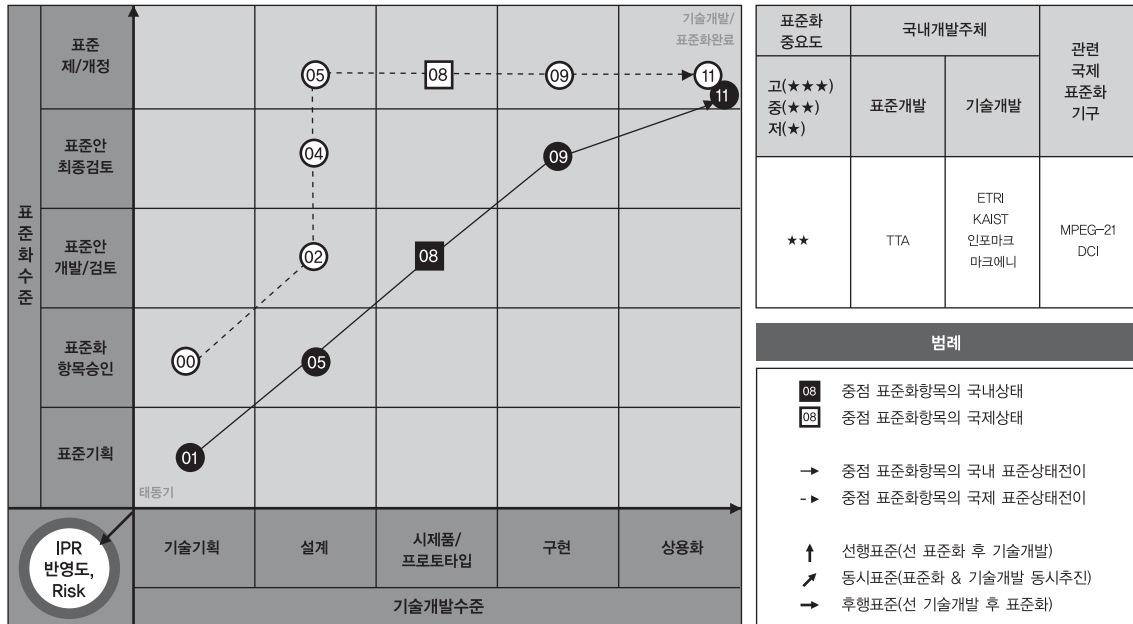 기술개발/
표준화완료
표준
제/개정
05
08
09
11
11
표준안
최종검토
04
09
표준화수준
표준안
개발/검토
02
08
표준화
항목승인
00
05
표준기획
01
태동기
IPR
반영도,
Risk
기술기획
설계
시제품/
프로토타입
구현
상용화
기술개발수준
표준화
중요도
국내개발주체
관련
국제
표준화
기구
고(★★★)
중(★★)
저(★)
표준개발
기술개발
★★
TTA
ETRI
KAIST
인포마크
마크에니
MPEG-21
DCI
범례
08 중점 표준화항목의 국내상태
08 중점 표준화항목의 국제상태
중점 표준화항목의 국내 표준상태전이
중점 표준화항목의 국제 표준상태전이
선행표준(선 표준화 후 기술개발)
동시표준(표준화 & 기술개발 동시추진)
후행표준(선 기술개발 후 표준화)